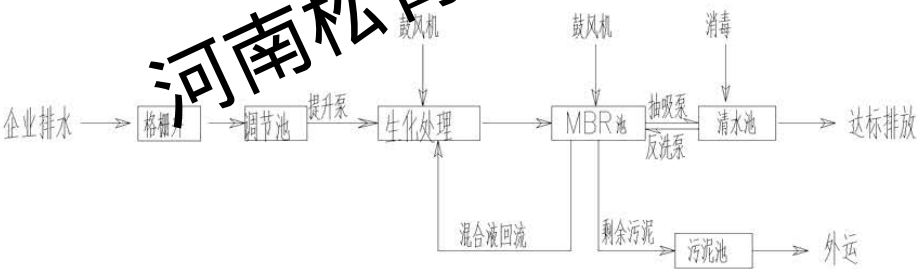 河南松
鼓风机
鼓风机
消毒
企业排水
格栅
调节池
提升泵
生化处理
MBR池
抽吸泵
反洗泵
清水池
达标排放
混合液回流
剩余污泥
污泥池
外运